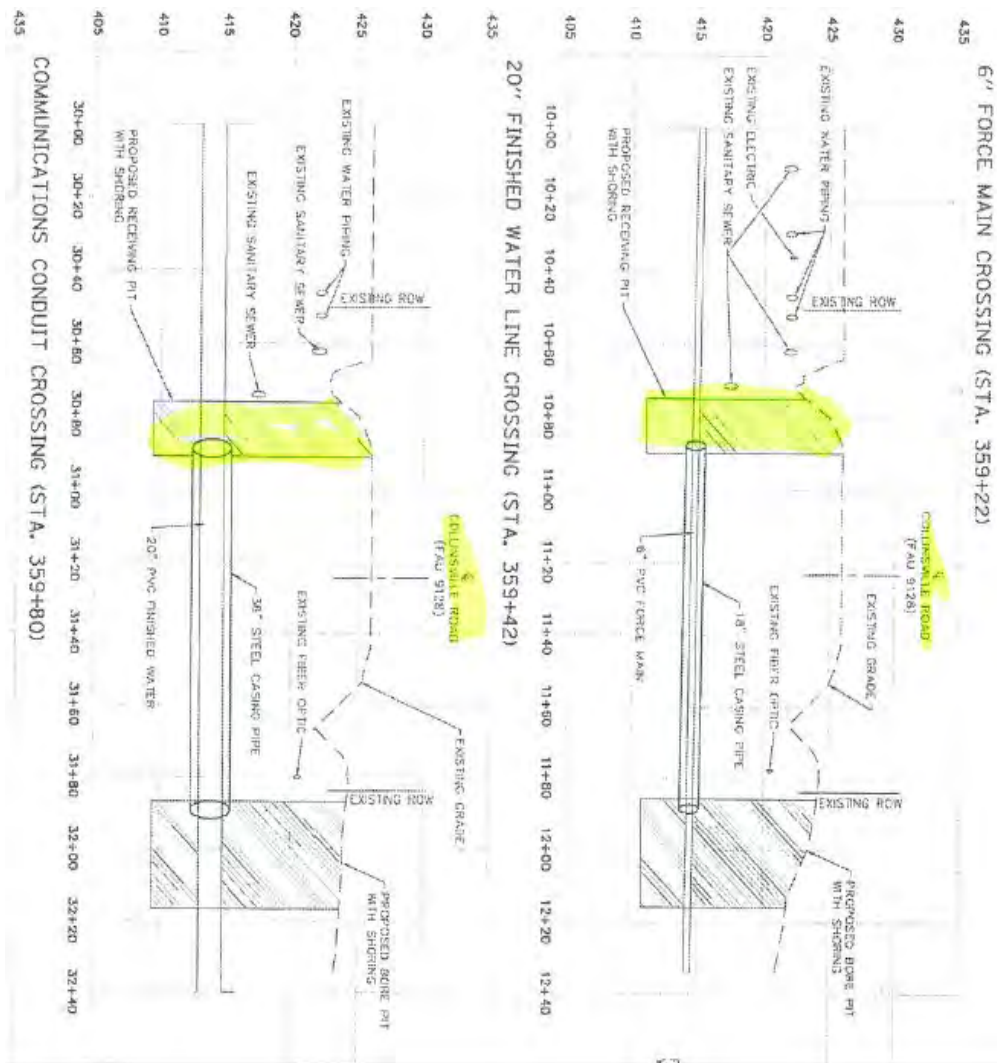 6" FORCE MAIN CROSSING (STA. 359+22)
435
430
425
420
415
410
405
COLLINSVILLE ROAD
(FAU 9128)
EXISTING GRADE
EXISTING WATER PIPING
EXISTING ELECTRIC
EXISTING SANITARY SEWER
EXISTING ROW
EXISTING FIBER OPTIC
EXISTING ROW
PROPOSED RECEIVING PIT
WITH SHORING
18" STEEL CASING PIPE
6" PVC FORCE MAIN
PROPOSED BORE PIT
WITH SHORING
10+00
10+20
10+40
10+60
10+80
11+00
11+20
11+40
11+60
11+80
12+00
12+20
12+40
20" FINISHED WATER LINE CROSSING (STA. 359+42)
435
430
425
420
415
410
405
COLLINSVILLE ROAD
(FAU 9128)
EXISTING GRADE
EXISTING WATER PIPING
EXISTING ROW
EXISTING SANITARY SEWER
EXISTING SANITARY SEWER
EXISTING FIBER OPTIC
EXISTING ROW
PROPOSED RECEIVING PIT
WITH SHORING
36" STEEL CASING PIPE
20" PVC FINISHED WATER
PROPOSED BORE PIT
WITH SHORING
30+00
30+20
30+40
30+60
30+80
31+00
31+20
31+40
31+60
31+80
32+00
32+20
32+40
COMMUNICATIONS CONDUIT CROSSING (STA. 359+80)
435